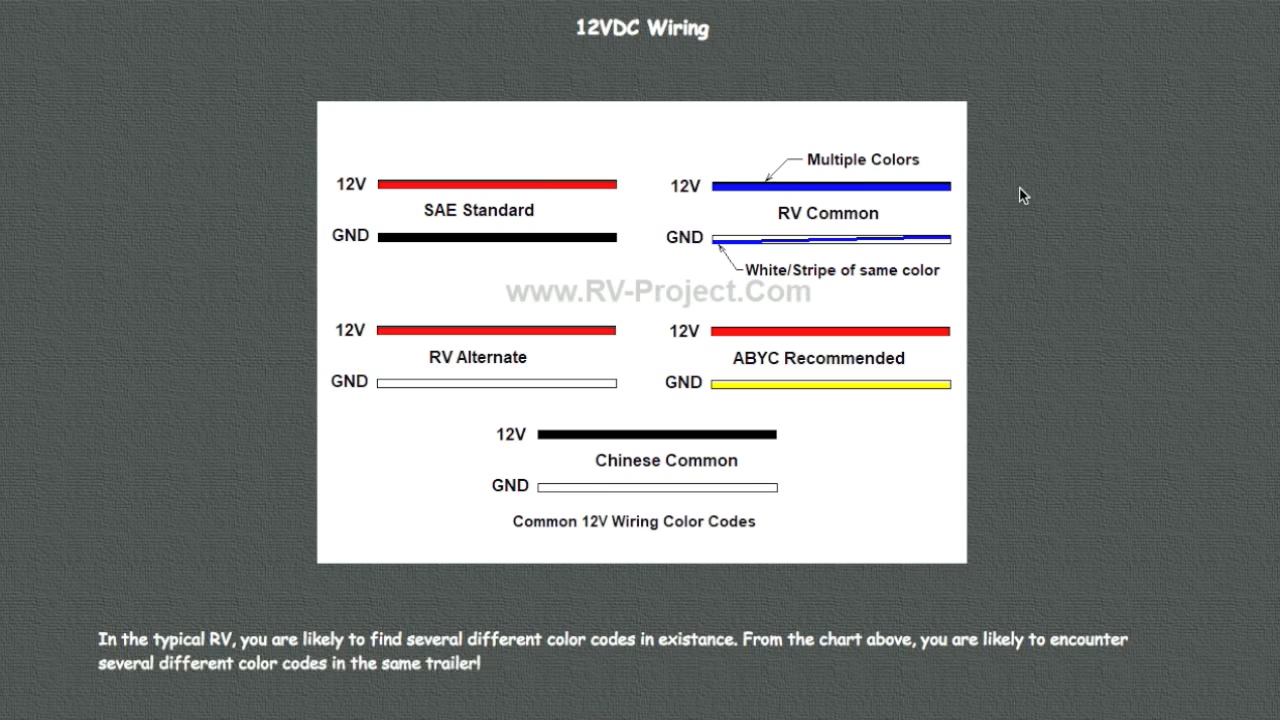 12VDC Wiring
Multiple Colors
12V
12V
SAE Standard
RV Common
GND
GND
White/Stripe of same color
www.RV-Project.Com
12V
12V
RV Alternate
ABYC Recommended
GND
GND
12V
Chinese Common
GND
Common 12V Wiring Color Codes
In the typical RV, you are likely to find several different color codes in existance. From the chart above, you are likely to encounter
several different color codes in the same trailer!